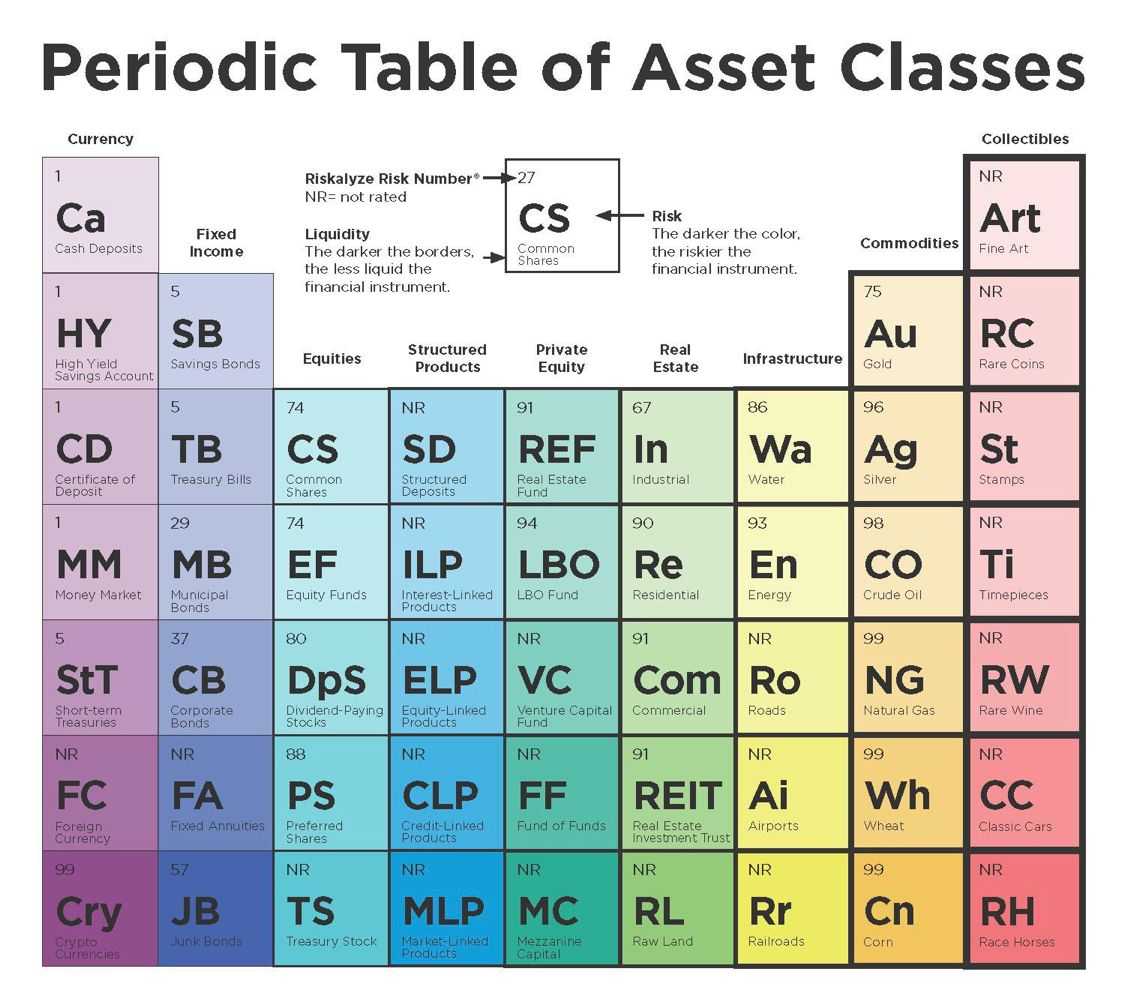 Periodic Table of Asset Classes
Currency
Collectibles
1
Ca
Cash Deposits
Riskalyze Risk Number®
NR= not rated
Liquidity
The darker the borders,
the less liquid the
financial instrument.
27
CS
Common
Shares
Risk
The darker the color,
the riskier the
financial instrument.
NR
Art
Fine Art
Fixed
Income
Commodities
1
HY
High Yield
Savings Account
5
SB
Savings Bonds
75
Au
Gold
NR
RC
Rare Coins
Equities
Structured
Products
Private
Equity
Real
Estate
Infrastructure
1
CD
Certificate of
Deposit
5
TB
Treasury Bills
74
CS
Common
Shares
NR
SD
Structured
Deposits
91
REF
Real Estate
Fund
67
In
Industrial
86
Wa
Water
96
Ag
Silver
NR
St
Stamps
1
MM
Money Market
29
MB
Municipal
Bonds
74
EF
Equity Funds
NR
ILP
Interest-Linked
Products
94
LBO
LBO Fund
90
Re
Residential
93
En
Energy
98
CO
Crude Oil
NR
Ti
Timepieces
5
StT
Short-term
Treasuries
37
CB
Corporate
Bonds
80
DpS
Dividend-Paying
Stocks
NR
ELP
Equity-Linked
Products
NR
VC
Venture Capital
Fund
91
Com
Commercial
NR
Ro
Roads
99
NG
Natural Gas
NR
RW
Rare Wine
NR
FC
Foreign
Currency
NR
FA
Fixed Annuities
88
PS
Preferred
Shares
NR
CLP
Credit-Linked
Products
NR
FF
Fund of Funds
91
REIT
Real Estate
Investment Trust
NR
Ai
Airports
99
Wh
Wheat
NR
CC
Classic Cars
99
Cry
Crypto
Currencies
57
JB
Junk Bonds
NR
TS
Treasury Stock
NR
MLP
Market-Linked
Products
NR
MC
Mezzanine
Capital
NR
RL
Raw Land
NR
Rr
Railroads
99
Cn
Corn
NR
RH
Race Horses